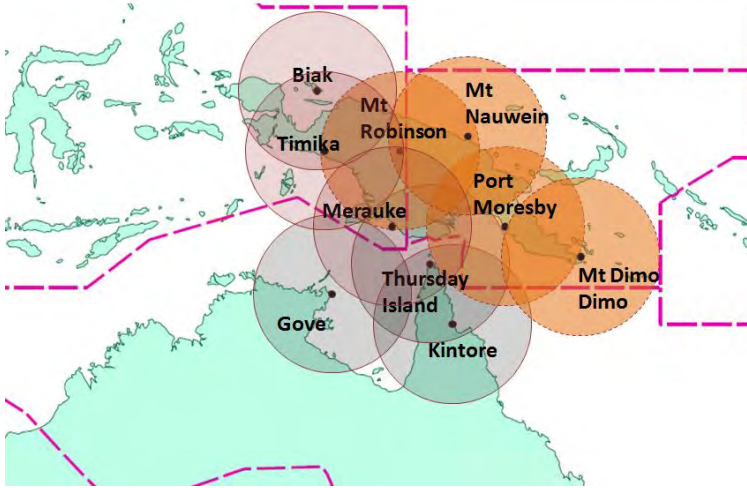 Biak
Mt
Robinson
Mt
Nauwein
Timika
Port
Moresby
Merauke
Thursday
Island
Mt Dimo
Dimo
Gove
Kintore